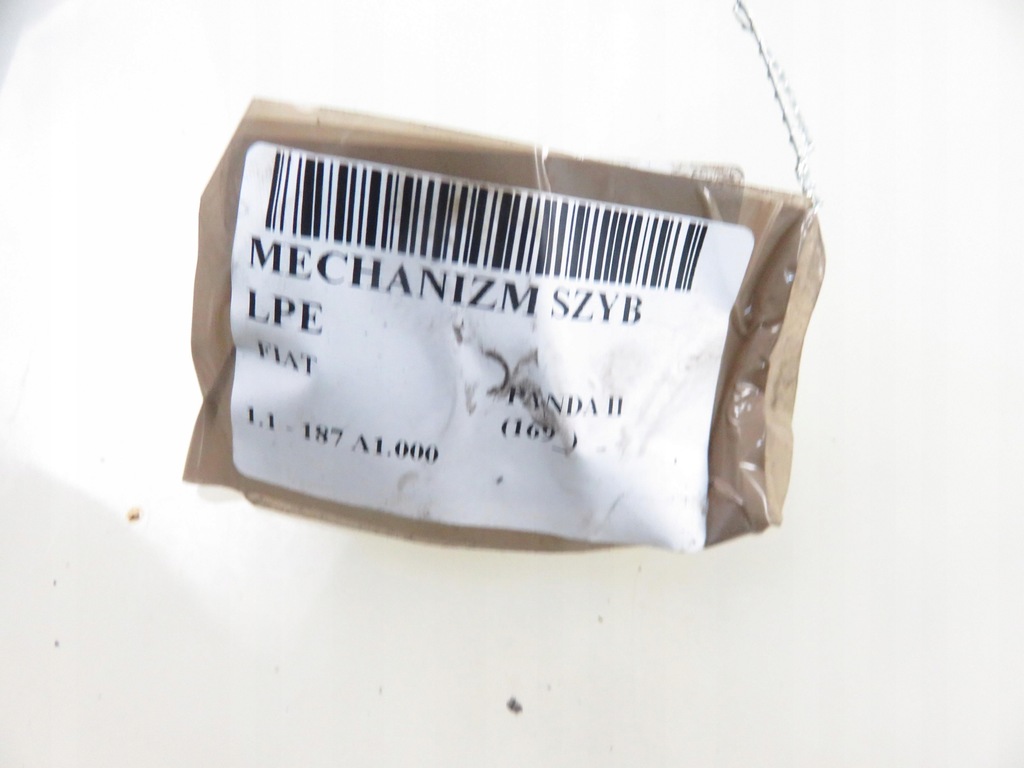 MECHANIZM SZYB
LPE
FIAT
PANDA II
(169_)
1.1 - 187 A1.000